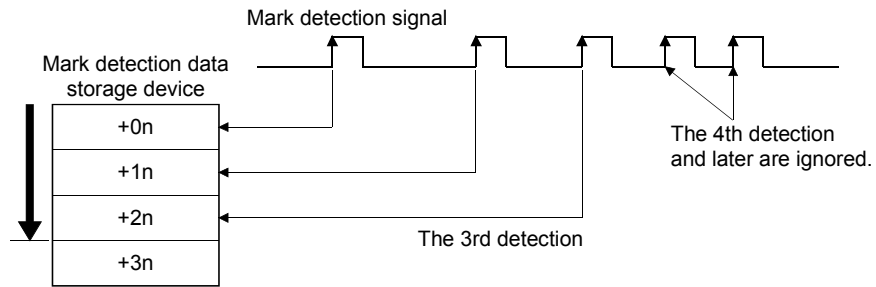 Mark detection signal
Mark detection data
storage device
+0n
+1n
+2n
+3n
The 3rd detection
The 4th detection
and later are ignored.